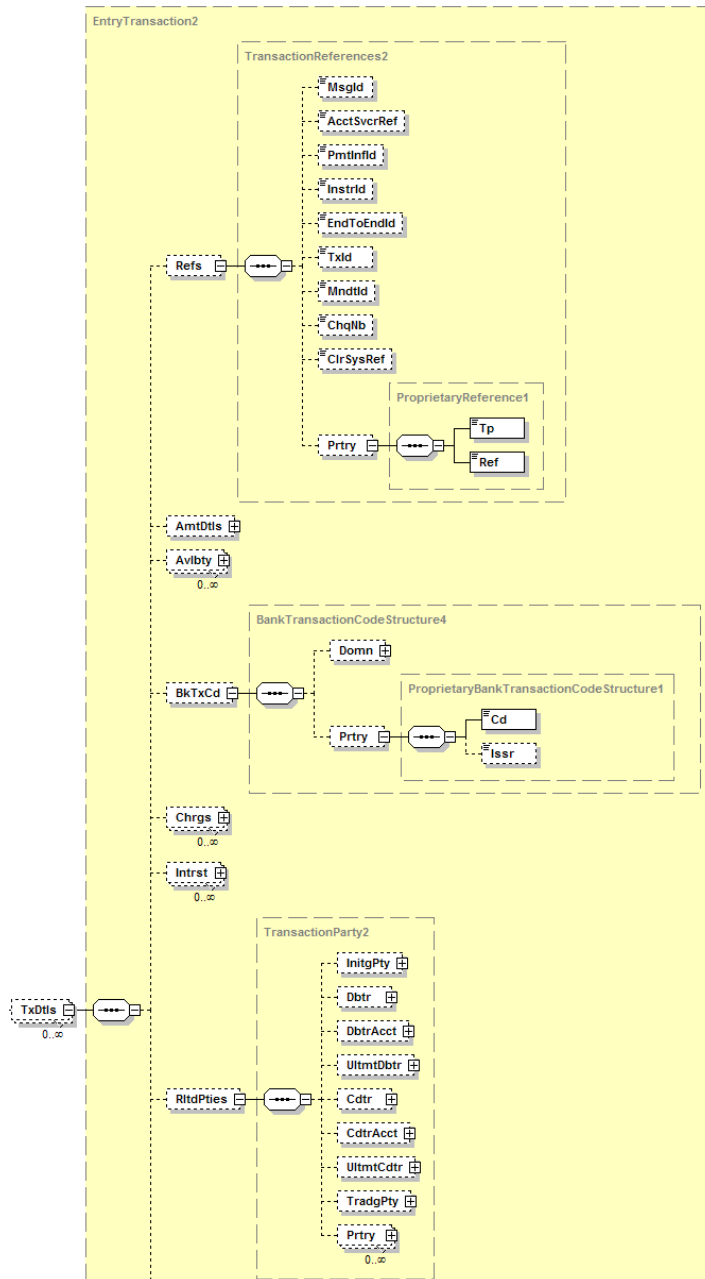 EntryTransaction2
TransactionReferences2
MsgId
AcctSvcrRef
PmtInfId
InstrId
EndToEndId
TxId
MndtId
ChqNb
ClrSysRef
Refs
ProprietaryReference1
Tp
Ref
Prtry
AmtDtls
Avlbty
0..∞
BankTransactionCodeStructure4
Domn
ProprietaryBankTransactionCodeStructure1
Cd
Issr
Prtry
BkTxCd
Chrgs
0..∞
Intrst
0..∞
TransactionParty2
InitgPty
Dbtr
DbtrAcct
UltmtDbtr
Cdtr
CdtrAcct
UltmtCdtr
TradgPty
Prtry
0..∞
RltdPties
TxDtls
0..∞